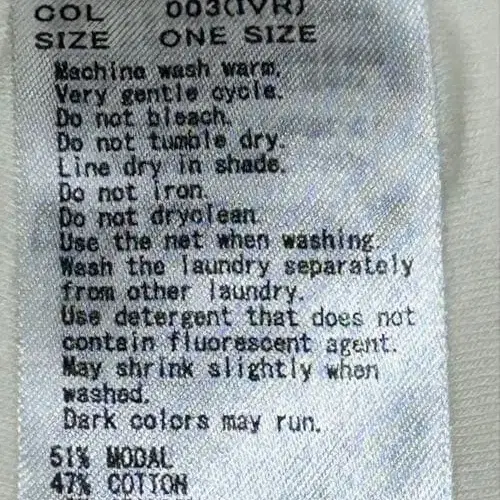 COL 003(IVR)
SIZE ONE SIZE
Machine wash warm.
Very gentle cycle.
Do not bleach.
Do not tumble dry.
Line dry in shade.
Do not iron.
Do not dryclean.
Use the net when washing.
Wash the laundry separately
from other laundry.
Use detergent that does not
contain fluorescent agent.
May shrink slightly when
washed.
Dark colors may run.
51% MODAL
47% COTTON